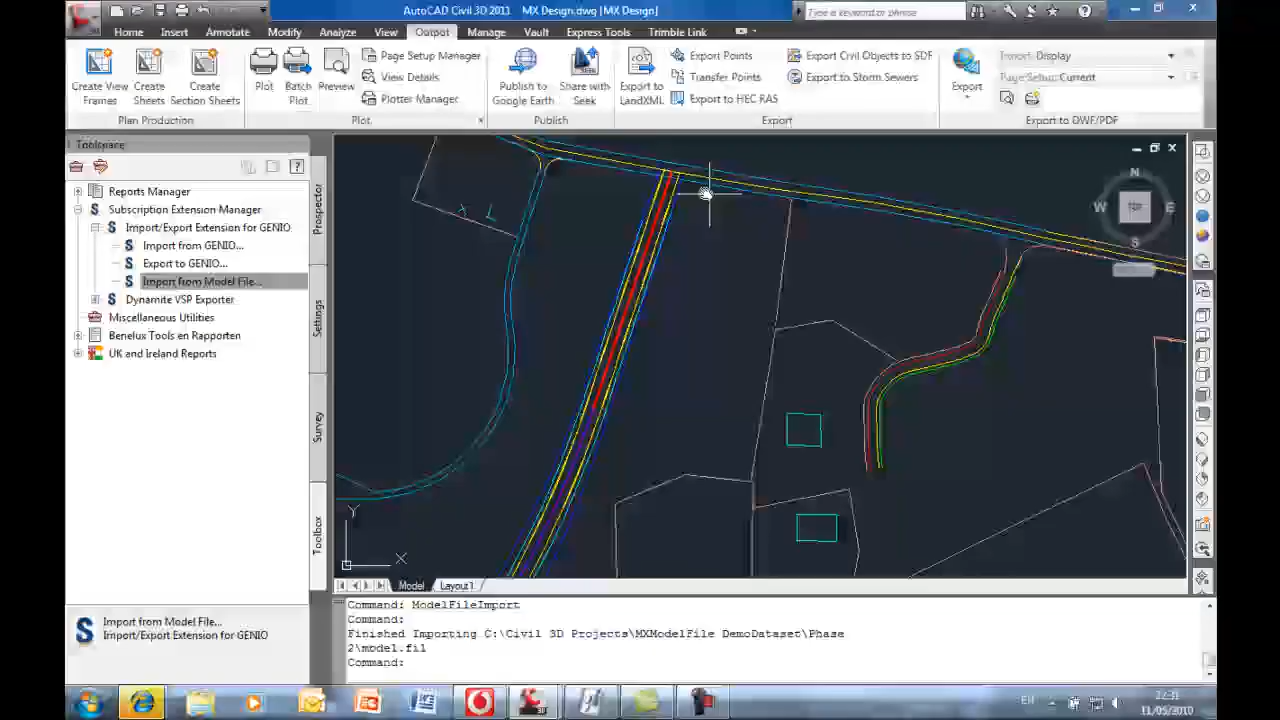 AutoCAD Civil 3D 2011 MX Design.dwg [MX Design]
Type a keyword or phrase
Home Insert Annotate Modify Analyze View Output Manage Vault Express Tools Trimble Link
Create View Frames
Create Sheets
Create Section Sheets
Plan Production
Plot
Batch Plot
Preview
Page Setup Manager
View Details
Plotter Manager
Plot
Publish to Google Earth
Share with Seek
Publish
Export to LandXML
Export Points
Transfer Points
Export to HEC RAS
Export Civil Objects to SDF
Export to Storm Sewers
Export
Export
Display
Page Setup: Current
Export to DWF/PDF
Toolspace
Reports Manager
Subscription Extension Manager
Import/Export Extension for GENIO
Import from GENIO...
Export to GENIO...
Import from Model File...
Dynamite VSP Exporter
Miscellaneous Utilities
Benelux Tools en Rapporten
UK and Ireland Reports
Prospector
Settings
Survey
Toolbox
N
W
TOP
E
S
Y
X
Model
Layout1
Command: ModelFileImport
Command:
Finished Importing C:\Civil 3D Projects\MXModelFile DemoDataset\Phase
2\model.fil
Command:
Import from Model File...
Import/Export Extension for GENIO
EN
22:31
11/05/2010